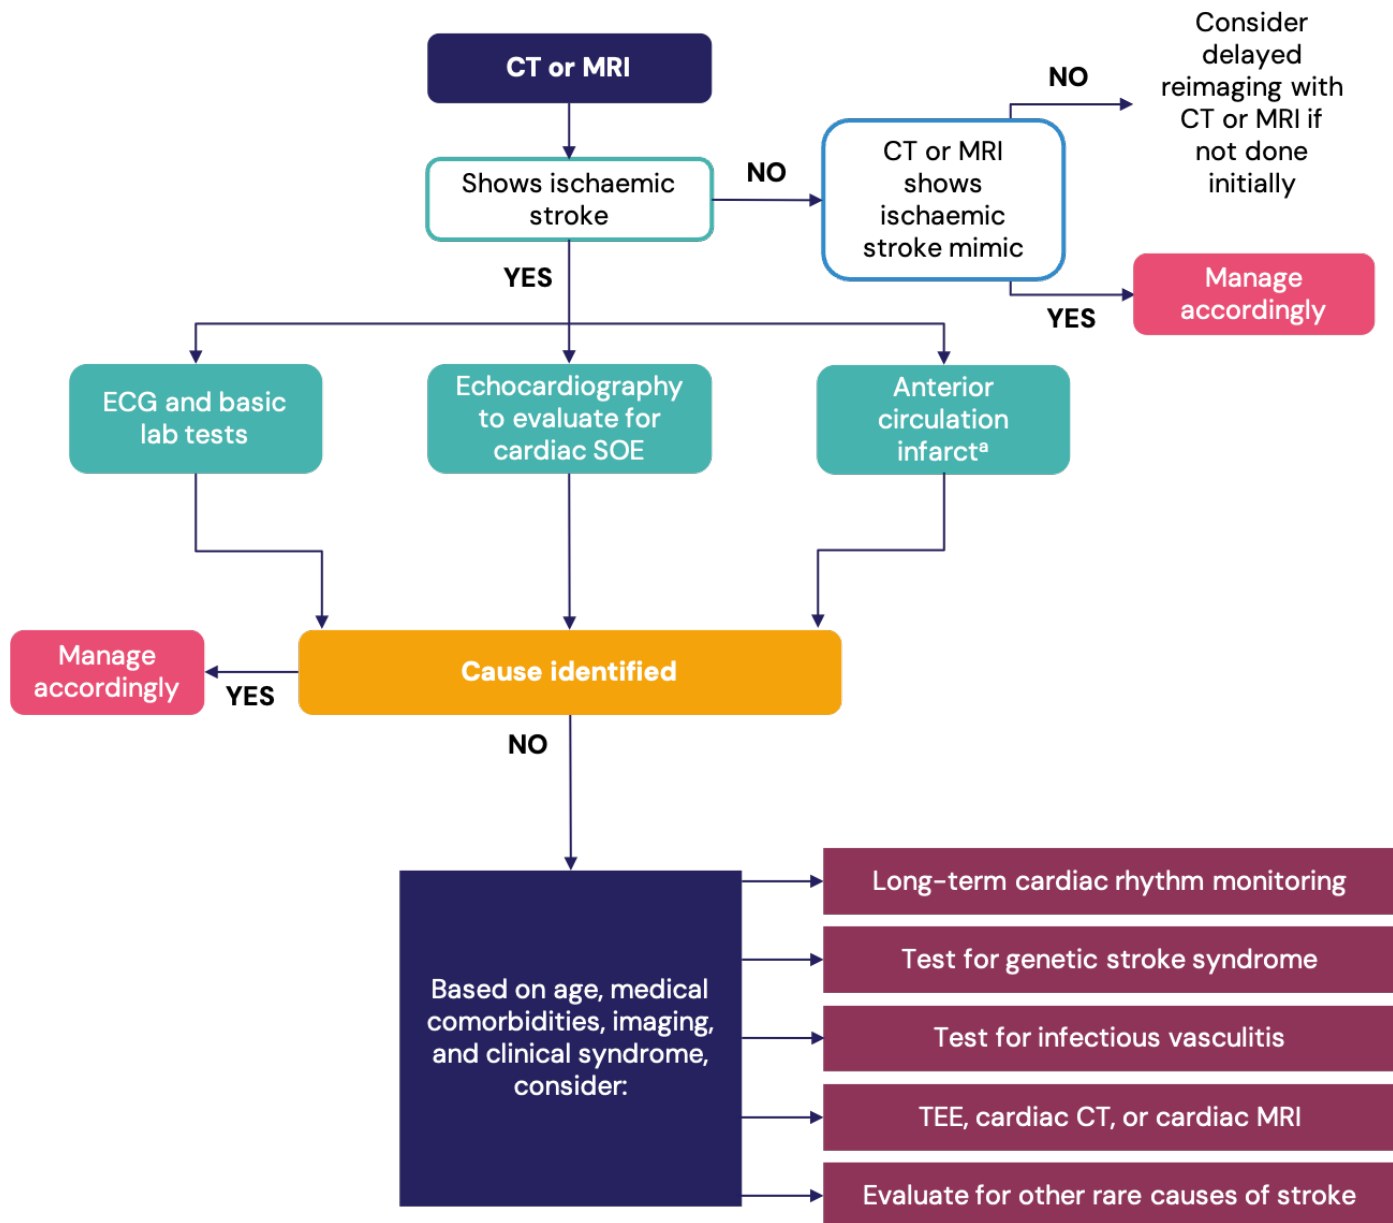 CT or MRI
Consider
delayed
reimaging with
CT or MRI if
not done
initially
NO
Shows ischaemic
stroke
NO
CT or MRI
shows
ischaemic
stroke mimic
YES
YES
Manage
accordingly
ECG and basic
lab tests
Echocardiography
to evaluate for
cardiac SOE
Anterior
circulation
infarctᵃ
Manage
accordingly
YES
Cause identified
NO
Based on age, medical
comorbidities, imaging,
and clinical syndrome,
consider:
Long-term cardiac rhythm monitoring
Test for genetic stroke syndrome
Test for infectious vasculitis
TEE, cardiac CT, or cardiac MRI
Evaluate for other rare causes of stroke